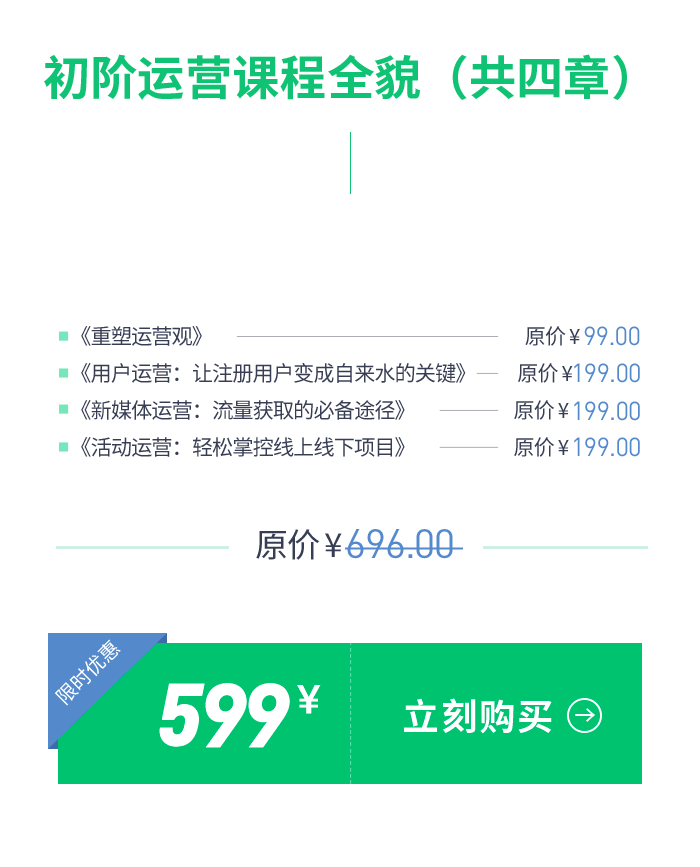 初阶运营课程全貌（共四章）
《重塑运营观》 原价¥99.00
《用户运营：让注册用户变成自来水的关键》 原价¥199.00
《新媒体运营：流量获取的必备途径》 原价¥199.00
《活动运营：轻松掌控线上线下项目》 原价¥199.00
原价¥696.00
限时优惠
599¥ 立刻购买